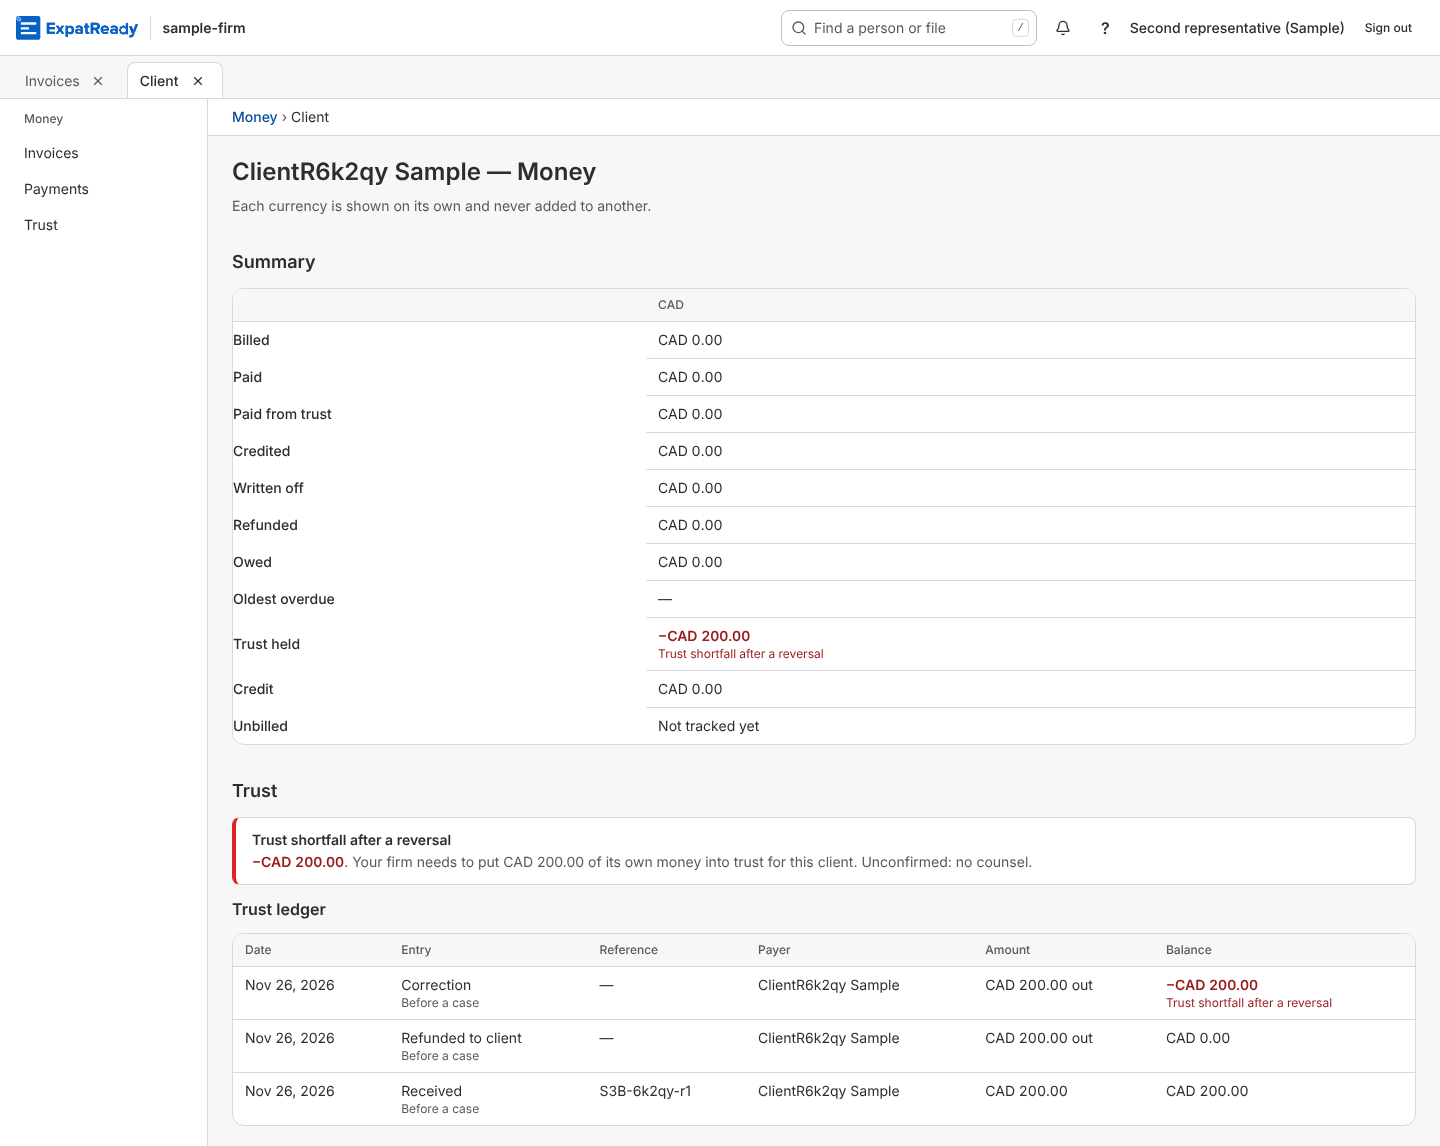 ExpatReady
sample-firm
Find a person or file
/
?
Second representative (Sample)
Sign out
Invoices ×
Client ×
Money
Invoices
Payments
Trust
Money › Client
ClientR6k2qy Sample — Money
Each currency is shown on its own and never added to another.
Summary
CAD
Billed CAD 0.00
Paid CAD 0.00
Paid from trust CAD 0.00
Credited CAD 0.00
Written off CAD 0.00
Refunded CAD 0.00
Owed CAD 0.00
Oldest overdue —
Trust held −CAD 200.00
Trust shortfall after a reversal
Credit CAD 0.00
Unbilled Not tracked yet
Trust
Trust shortfall after a reversal
−CAD 200.00. Your firm needs to put CAD 200.00 of its own money into trust for this client. Unconfirmed: no counsel.
Trust ledger
Date Entry Reference Payer Amount Balance
Nov 26, 2026 Correction — ClientR6k2qy Sample CAD 200.00 out −CAD 200.00
Before a case Trust shortfall after a reversal
Nov 26, 2026 Refunded to client — ClientR6k2qy Sample CAD 200.00 out CAD 0.00
Before a case
Nov 26, 2026 Received S3B-6k2qy-r1 ClientR6k2qy Sample CAD 200.00 CAD 200.00
Before a case